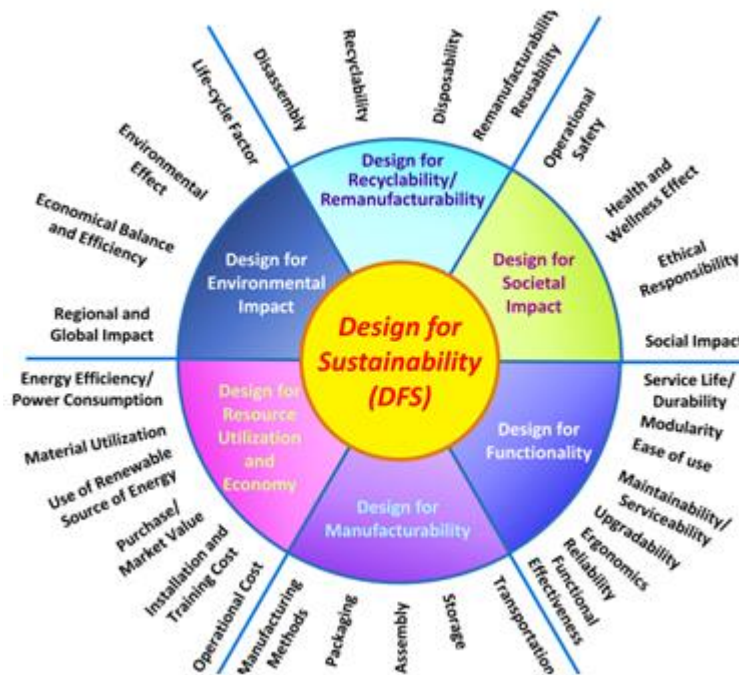 Design for
Sustainability
(DFS)
Design for
Recyclability/
Remanufacturability
Disassembly
Recyclability
Disposability
Remanufacturability
Reusability
Design for
Societal
Impact
Operational
Safety
Health and
Wellness Effect
Ethical
Responsibility
Social Impact
Design for
Functionality
Service Life/
Durability
Modularity
Ease of use
Maintainability/
Serviceability
Upgradability
Ergonomics
Reliability
Functional
Effectiveness
Design for
Manufacturability
Transportation
Storage
Assembly
Packaging
Manufacturing
Methods
Design for
Resource
Utilization
and
Economy
Operational Cost
Installation and
Training Cost
Purchase/
Market Value
Use of Renewable
Source of Energy
Material Utilization
Energy Efficiency/
Power Consumption
Design for
Environmental
Impact
Regional and
Global Impact
Economical Balance
and Efficiency
Environmental
Effect
Life-cycle Factor